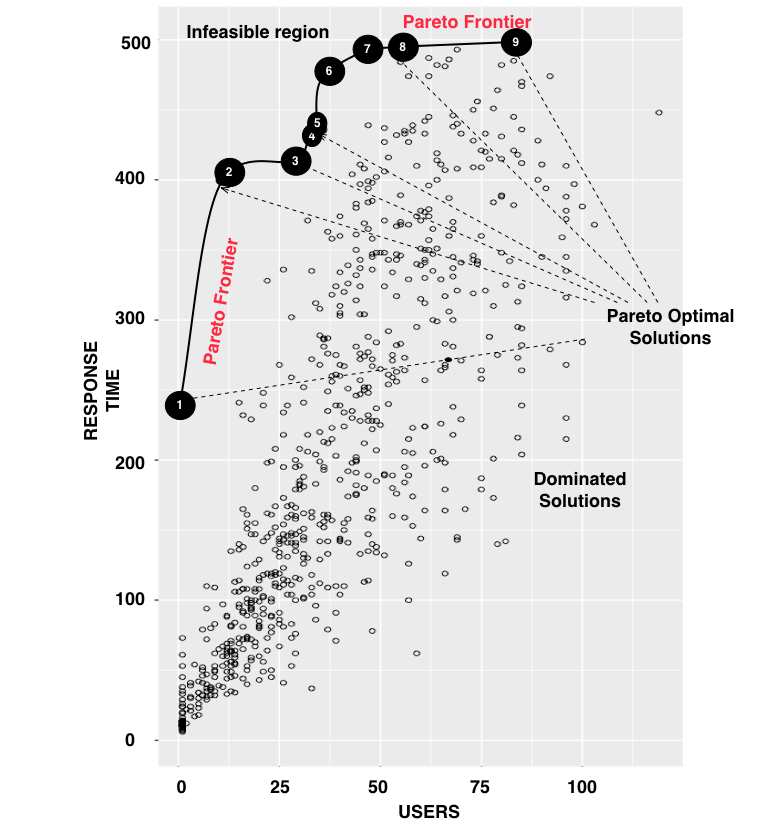 Pareto Frontier
Infeasible region
500
9
8
7
6
5
4
400
2
3
Pareto Frontier
300
Pareto Optimal
Solutions
RESPONSE
TIME
1
200
Dominated
Solutions
100
0
0 25 50 75 100
USERS